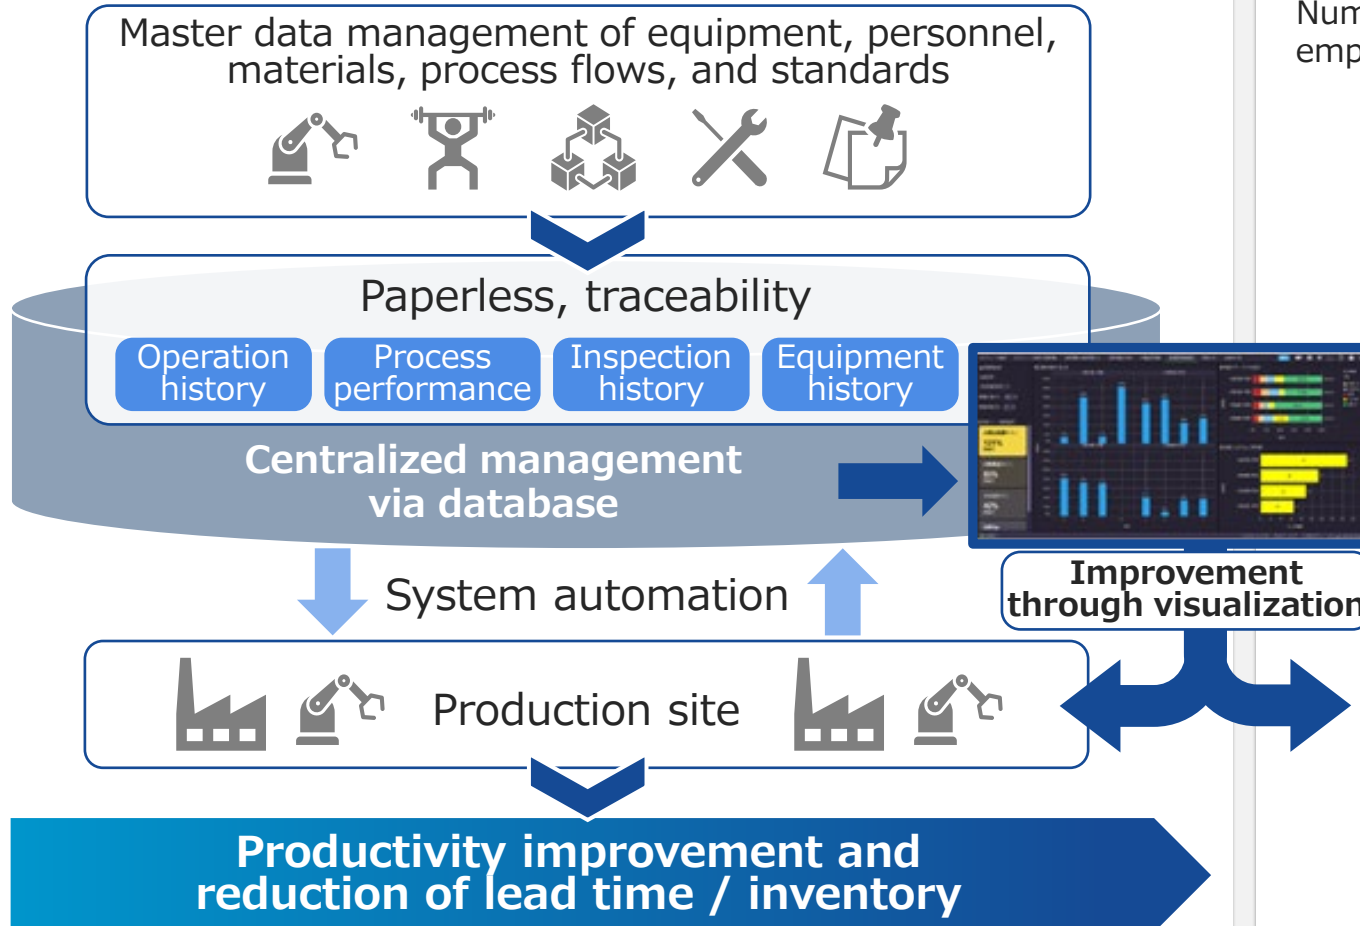 Master data management of equipment, personnel,
materials, process flows, and standards
Paperless, traceability
Operation
history
Process
performance
Inspection
history
Equipment
history
Centralized management
via database
System automation
Improvement
through visualization
Production site
Productivity improvement and
reduction of lead time / inventory
Num
emp